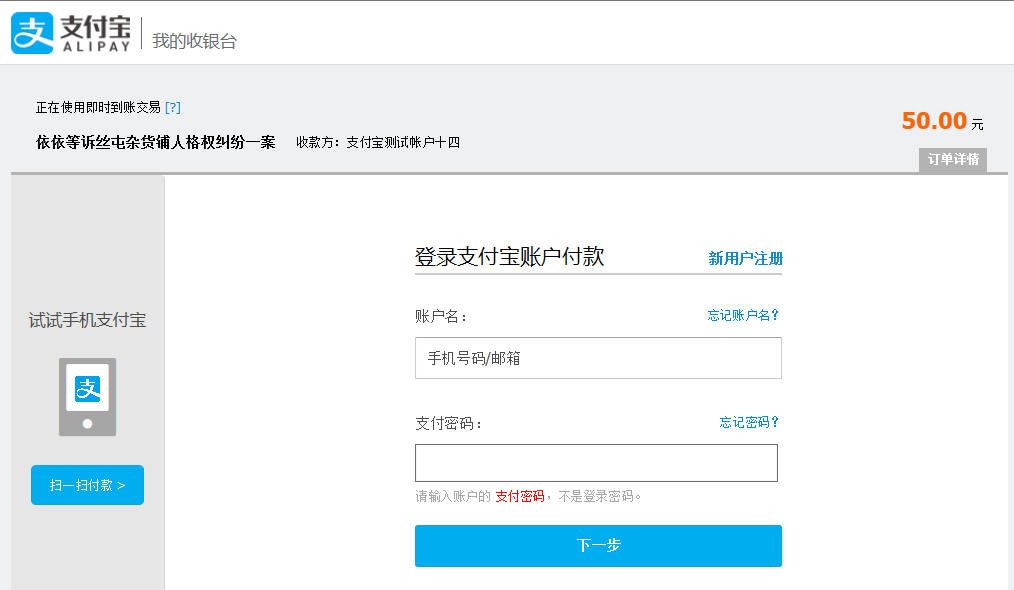 支付宝
ALIPAY
我的收银台
正在使用即时到账交易 [?]
依依等诉丝屯杂货铺人格权纠纷一案 收款方：支付宝测试帐户十四
50.00 元
订单详情
试试手机支付宝
支
扫一扫付款 >
登录支付宝账户付款 新用户注册
账户名： 忘记账户名?
手机号码/邮箱
支付密码： 忘记密码?
请输入账户的 支付密码，不是登录密码。
下一步